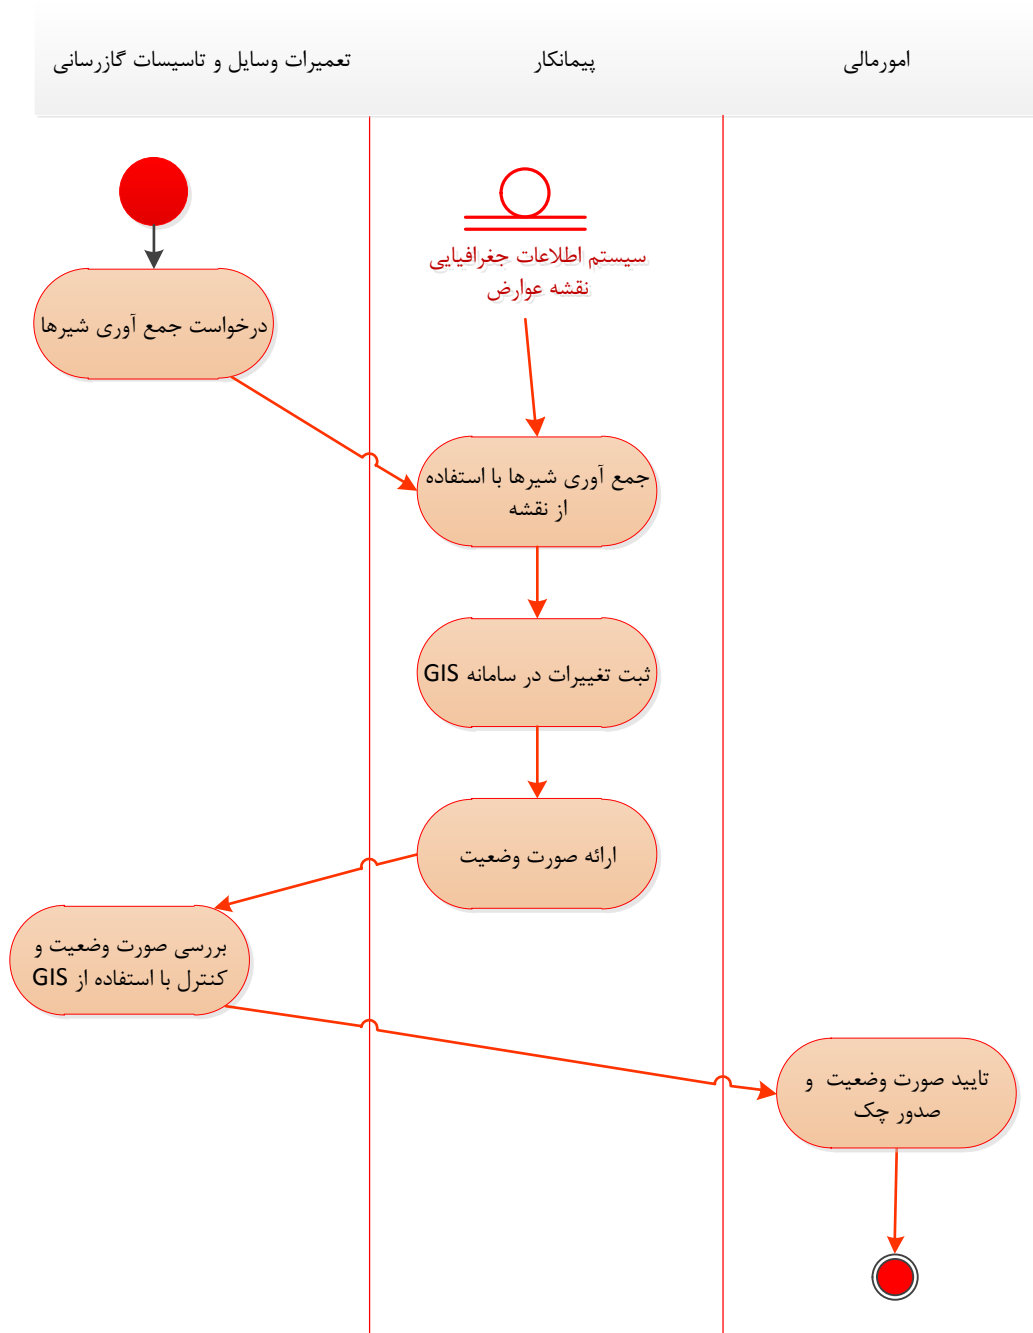 تعمیرات وسایل و تاسیسات گازرسانی
پیمانکار
امورمالی
سیستم اطلاعات جغرافیایی
نقشه عوارض
درخواست جمع آوری شیرها
جمع آوری شیرها با استفاده
از نقشه
ثبت تغییرات در سامانه GIS
ارائه صورت وضعیت
بررسی صورت وضعیت و
کنترل با استفاده از GIS
تایید صورت وضعیت و
صدور چک